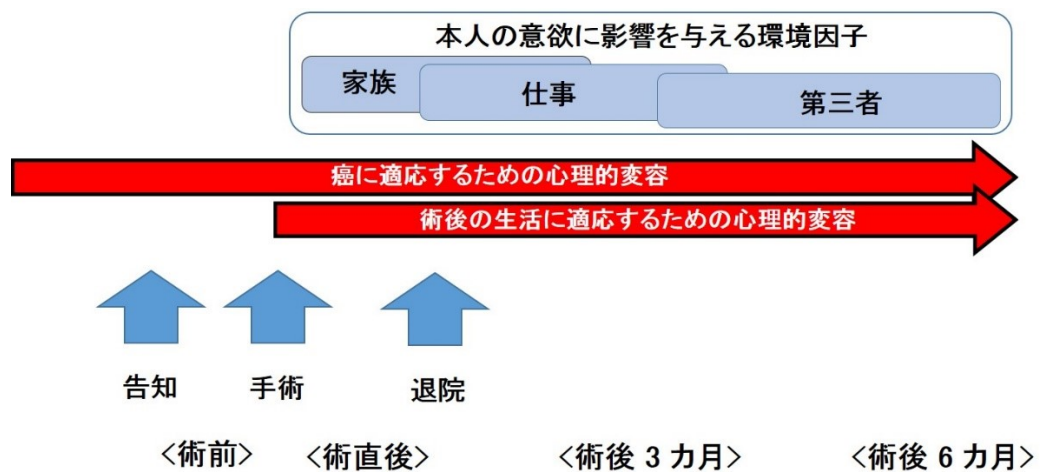 本人の意欲に影響を与える環境因子
家族
仕事
第三者
癌に適応するための心理的変容
術後の生活に適応するための心理的変容
告知
手術
退院
<術前>
<術直後>
<術後 3 カ月>
<術後 6 カ月>